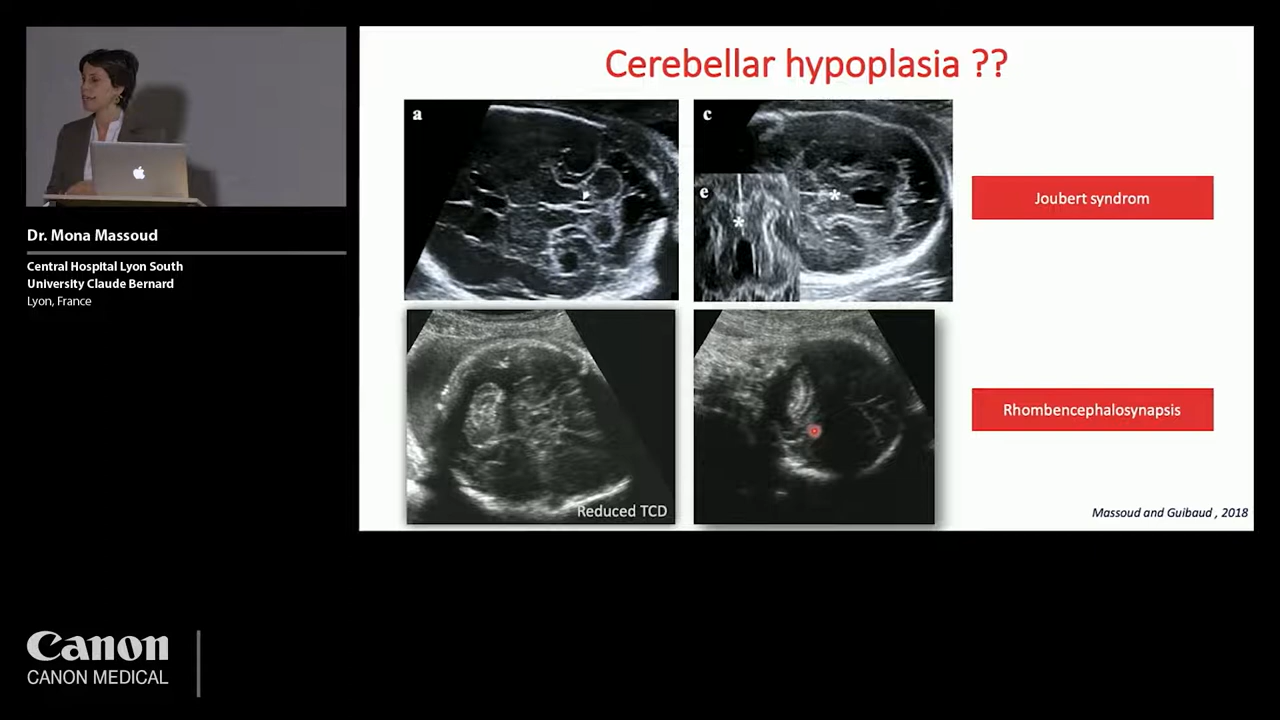 Cerebellar hypoplasia ??
a
c
e
*
*
Joubert syndrom
Dr. Mona Massoud
Central Hospital Lyon South
University Claude Bernard
Lyon, France
Reduced TCD
Rhombencephalosynapsis
Massoud and Guibaud , 2018
Canon
CANON MEDICAL